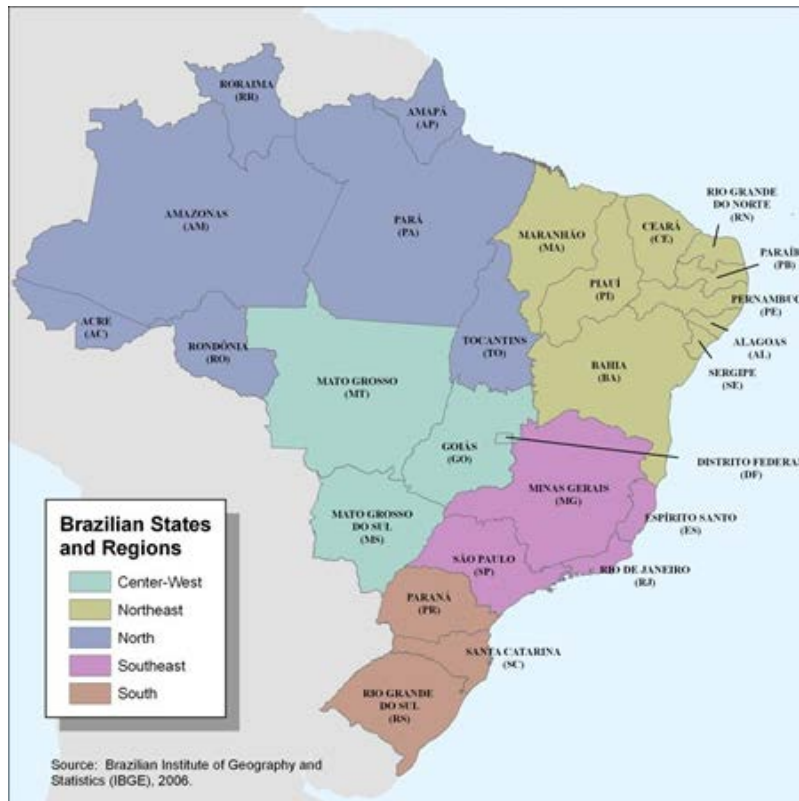 RORAIMA
(RR)
AMAPÁ
(AP)
AMAZONAS
(AM)
PARÁ
(PA)
MARANHÃO
(MA)
CEARÁ
(CE)
RIO GRANDE
DO NORTE
(RN)
PARAÍB
(PB)
PIAUÍ
(PI)
PERNAMBUC
(PE)
ACRE
(AC)
RONDÔNIA
(RO)
TOCANTINS
(TO)
ALAGOAS
(AL)
SERGIPE
(SE)
BAHIA
(BA)
MATO GROSSO
(MT)
GOIÁS
(GO)
DISTRITO FEDERA
(DF)
MINAS GERAIS
(MG)
MATO GROSSO
DO SUL
(MS)
ESPÍRITO SANTO
(ES)
SÃO PAULO
(SP)
RIO DE JANEIRO
(RJ)
PARANÁ
(PR)
SANTA CATARINA
(SC)
RIO GRANDE
DO SUL
(RS)
Brazilian States
and Regions
Center-West
Northeast
North
Southeast
South
Source: Brazilian Institute of Geography and
Statistics (IBGE), 2006.